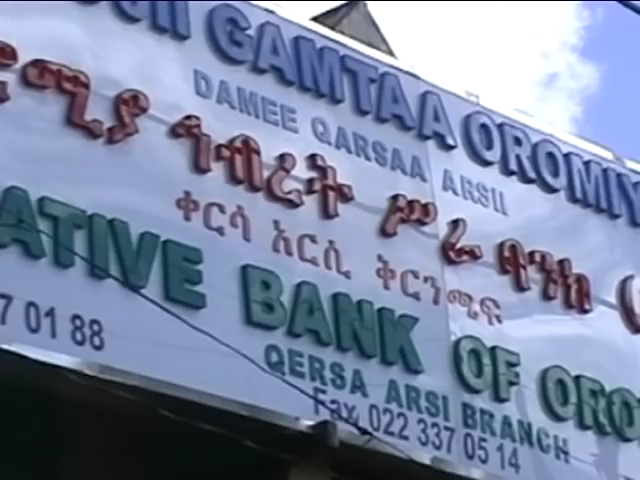 GAMTAA OROMIY
DAMEE QARSAA ARSII
ሮሚያ ኅብረት ሥራ ባንክ (
ቀርሳ አርሲ ቅርንጫፍ
ATIVE BANK OF ORO
QERSA ARSI BRANCH
7 01 88 Fax 022 337 05 14